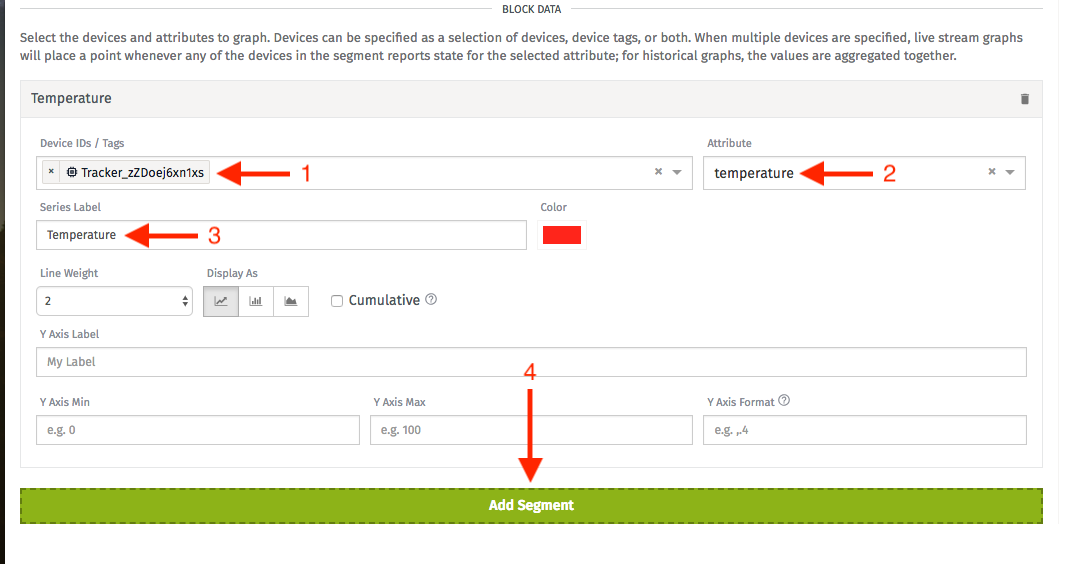 BLOCK DATA
Select the devices and attributes to graph. Devices can be specified as a selection of devices, device tags, or both. When multiple devices are specified, live stream graphs
will place a point whenever any of the devices in the segment reports state for the selected attribute; for historical graphs, the values are aggregated together.
Temperature
Device IDs / Tags
Attribute
× Tracker_zZDoej6xn1xs
1
×
temperature
2
×
Series Label
Color
Temperature
3
Line Weight
Display As
2
Cumulative ?
Y Axis Label
My Label
4
Y Axis Min
Y Axis Max
Y Axis Format ?
e.g. 0
e.g. 100
e.g. ,.4
Add Segment